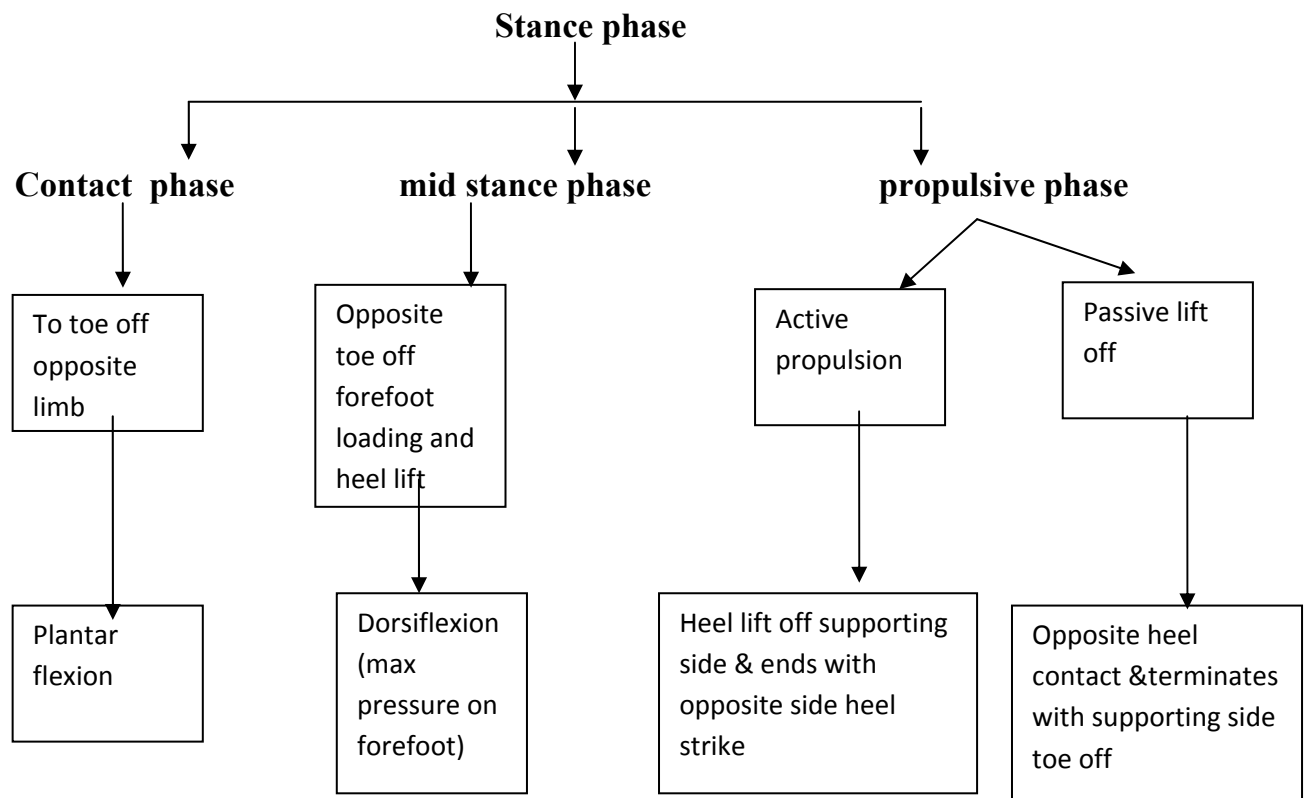 Stance phase
Contact phase
mid stance phase
propulsive phase
To toe off
opposite
limb
Opposite
toe off
forefoot
loading and
heel lift
Active
propulsion
Passive lift
off
Plantar
flexion
Dorsiflexion
(max
pressure on
forefoot)
Heel lift off supporting
side & ends with
opposite side heel
strike
Opposite heel
contact &terminates
with supporting side
toe off